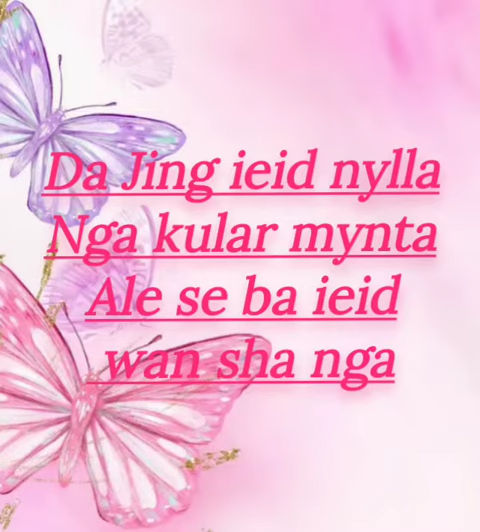 Da Jing ieid nylla
Nga kular mynta
Ale se ba ieid
wan sha nga